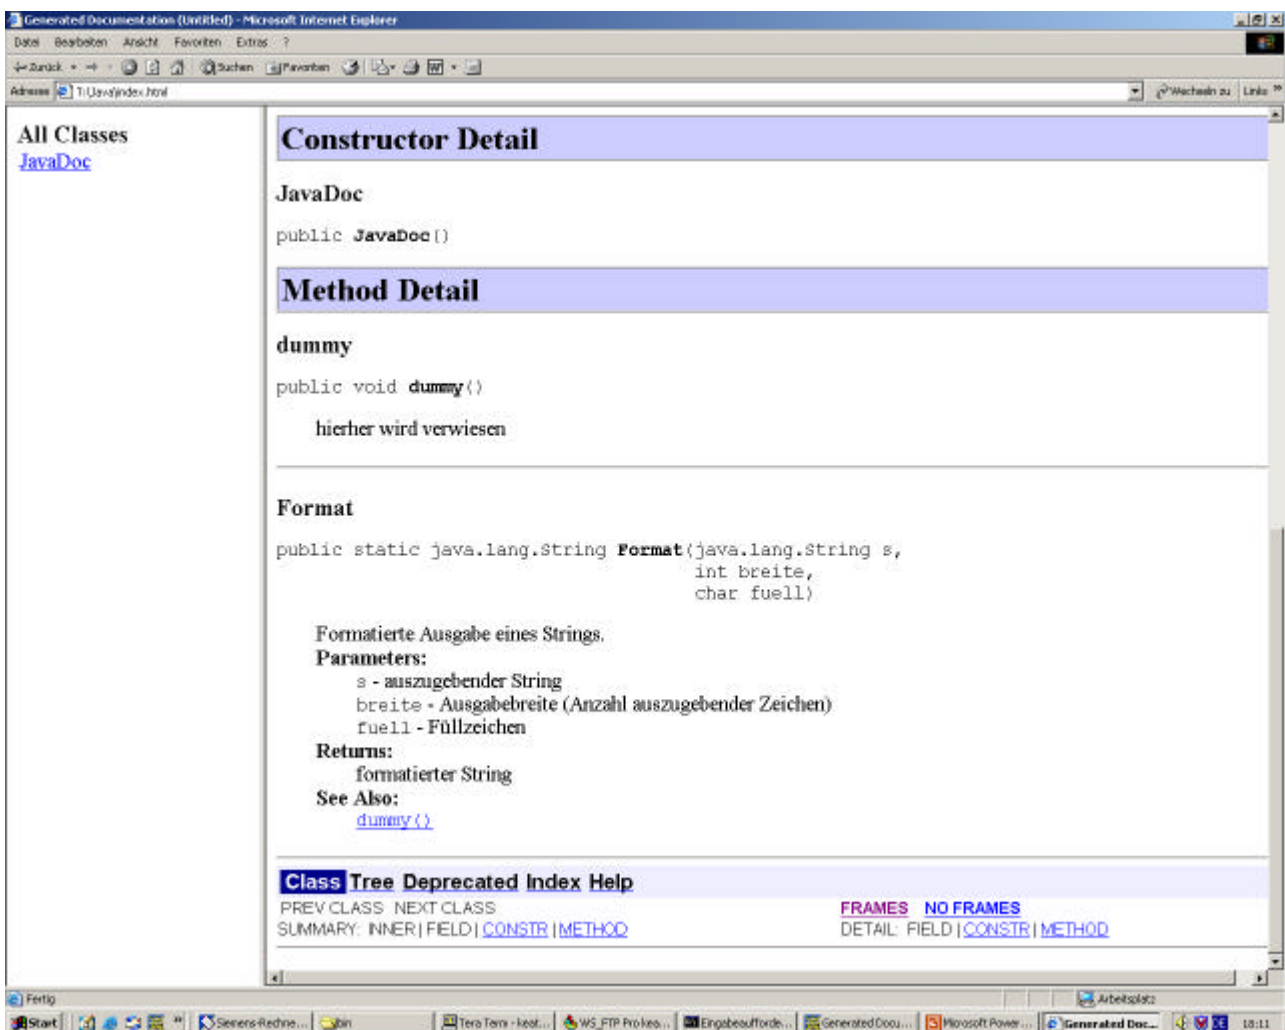 Generated Documentation (Untitled) - Microsoft Internet Explorer
Datei Bearbeiten Ansicht Favoriten Extras ?
Zurück Suchen Favoriten
Adresse T:\Java\index.html Wechseln zu Links »
All Classes
JavaDoc
Constructor Detail
JavaDoc
public JavaDoc()
Method Detail
dummy
public void dummy()
hierher wird verwiesen
Format
public static java.lang.String Format(java.lang.String s,
int breite,
char fuell)
Formatierte Ausgabe eines Strings.
Parameters:
s - auszugebender String
breite - Ausgabebreite (Anzahl auszugebender Zeichen)
fuell - Füllzeichen
Returns:
formatierter String
See Also:
dummy()
Class Tree Deprecated Index Help
PREV CLASS NEXT CLASS FRAMES NO FRAMES
SUMMARY: INNER | FIELD | CONSTR | METHOD DETAIL: FIELD | CONSTR | METHOD
Fertig Arbeitsplatz
Start » Siemens-Rechne... bin Tera Term - keat... WS_FTP Pro kea... Eingabeaufforde... Generated Docu... Microsoft Power... Generated Doc... DE 18:11